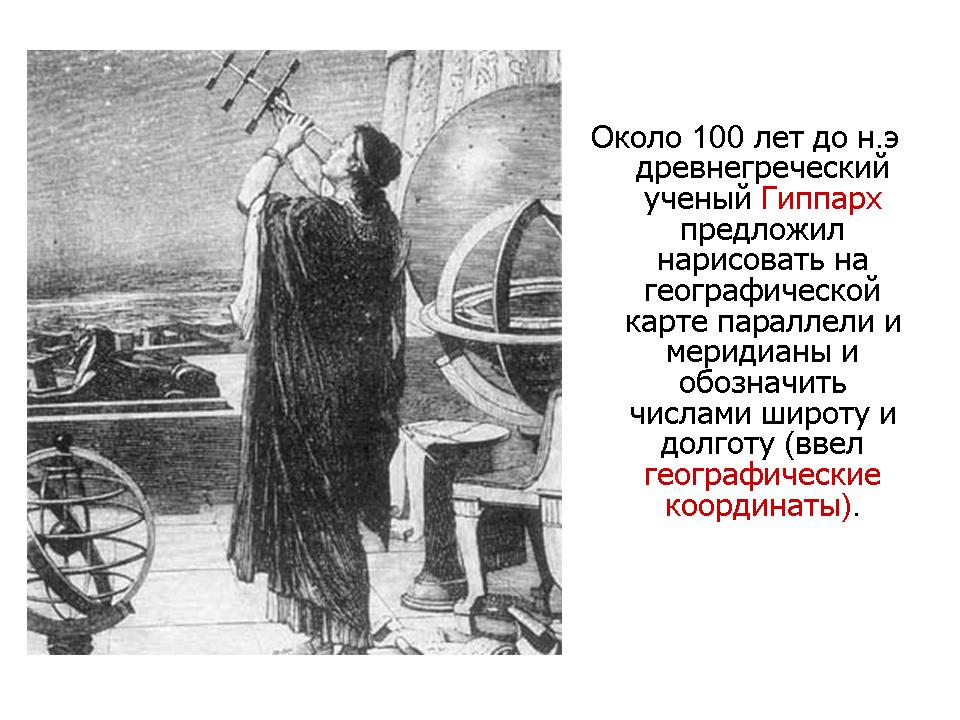 Около 100 лет до н.э
древнегреческий
ученый Гиппарх
предложил
нарисовать на
географической
карте параллели и
меридианы и
обозначить
числами широту и
долготу (ввел
географические
координаты).